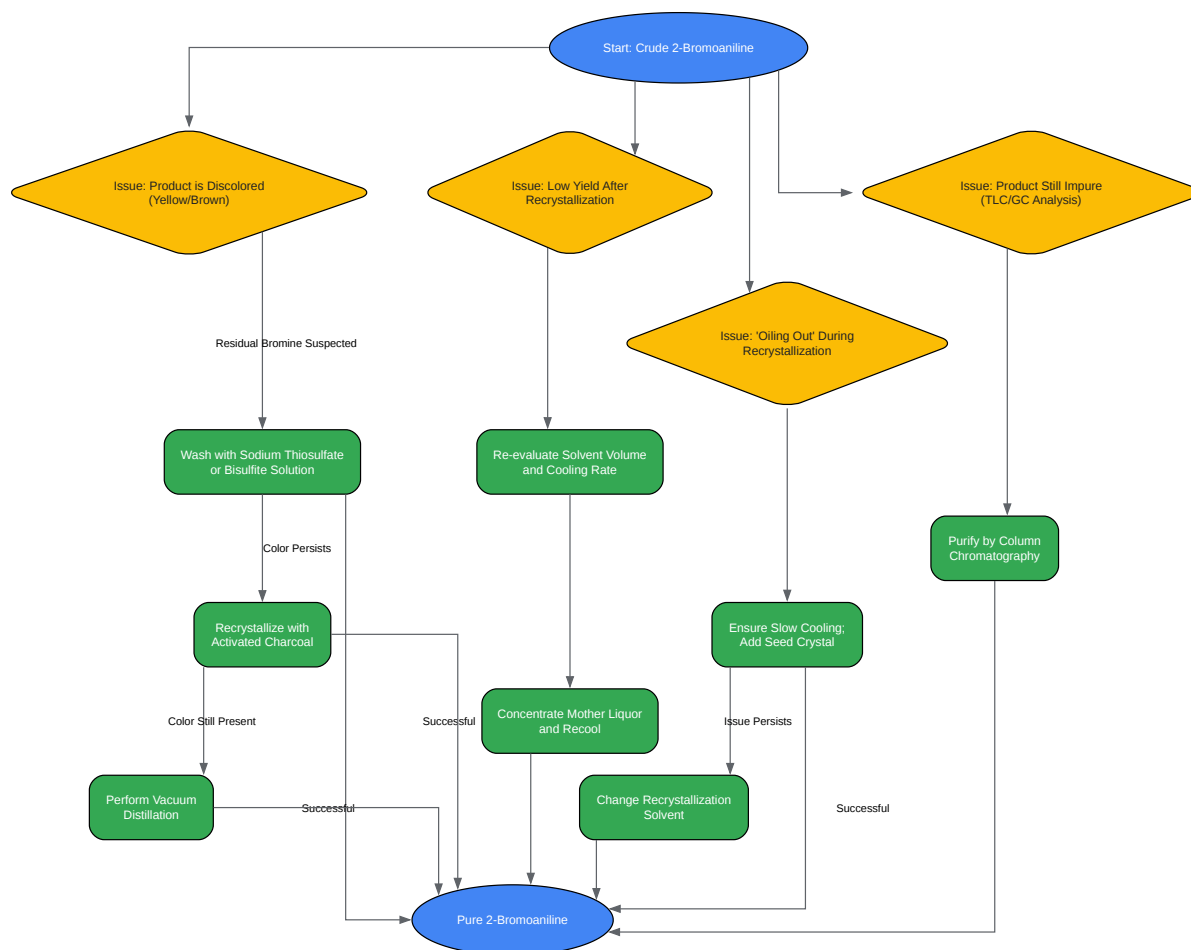 Start: Crude 2-Bromoaniline
Issue: Product is Discolored
(Yellow/Brown)
Issue: Low Yield After
Recrystallization
Issue: Product Still Impure
(TLC/GC Analysis)
Issue: 'Oiling Out' During
Recrystallization
Residual Bromine Suspected
Wash with Sodium Thiosulfate
or Bisulfite Solution
Re-evaluate Solvent Volume
and Cooling Rate
Purify by Column
Chromatography
Color Persists
Recrystallize with
Activated Charcoal
Ensure Slow Cooling;
Add Seed Crystal
Color Still Present
Successful
Concentrate Mother Liquor
and Recool
Issue Persists
Perform Vacuum
Distillation
Successful
Change Recrystallization
Solvent
Successful
Pure 2-Bromoaniline